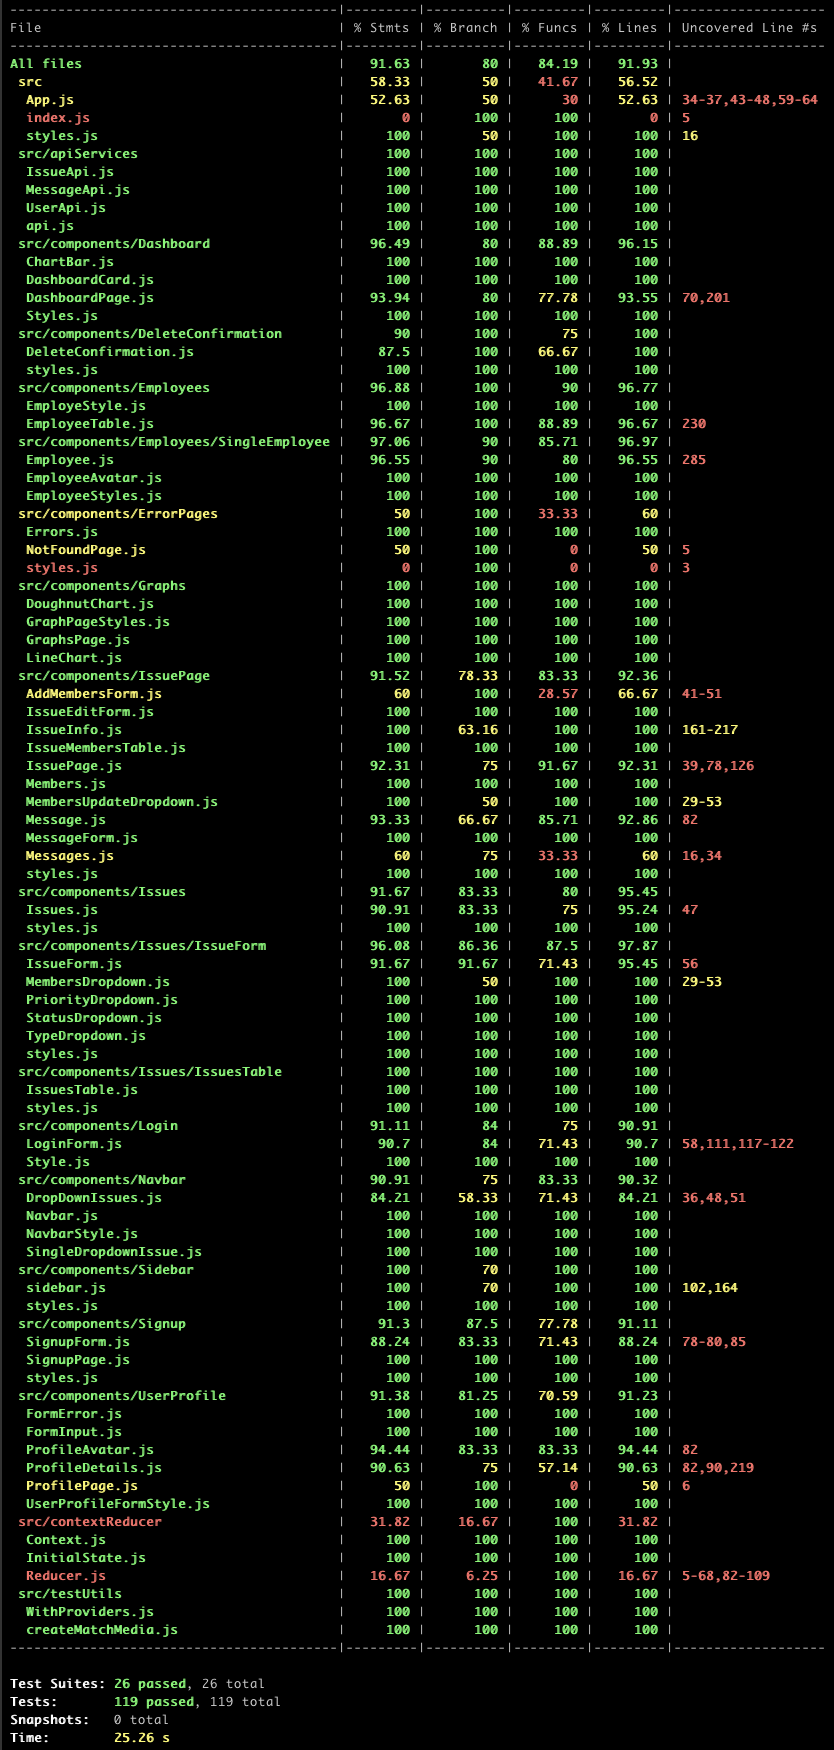 ---------------------------------------|---------|----------|---------|---------|-------------------
File                                   | % Stmts | % Branch | % Funcs | % Lines | Uncovered Line #s
---------------------------------------|---------|----------|---------|---------|-------------------
All files                              |   91.63 |       80 |   84.19 |   91.93 |
 src                                   |   58.33 |       50 |   41.67 |   56.52 |
  App.js                               |   52.63 |       50 |      30 |   52.63 | 34-37,43-48,59-64
  index.js                             |       0 |      100 |     100 |       0 | 5
  styles.js                            |     100 |       50 |     100 |     100 | 16
 src/apiServices                       |     100 |      100 |     100 |     100 |
  IssueApi.js                          |     100 |      100 |     100 |     100 |
  MessageApi.js                        |     100 |      100 |     100 |     100 |
  UserApi.js                           |     100 |      100 |     100 |     100 |
  api.js                               |     100 |      100 |     100 |     100 |
 src/components/Dashboard              |   96.49 |       80 |   88.89 |   96.15 |
  ChartBar.js                          |     100 |      100 |     100 |     100 |
  DashboardCard.js                     |     100 |      100 |     100 |     100 |
  DashboardPage.js                     |   93.94 |       80 |   77.78 |   93.55 | 70,201
  Styles.js                            |     100 |      100 |     100 |     100 |
 src/components/DeleteConfirmation     |      90 |      100 |      75 |     100 |
  DeleteConfirmation.js                |    87.5 |      100 |   66.67 |     100 |
  styles.js                            |     100 |      100 |     100 |     100 |
 src/components/Employees              |   96.88 |      100 |      90 |   96.77 |
  EmployeStyle.js                      |     100 |      100 |     100 |     100 |
  EmployeeTable.js                     |   96.67 |      100 |   88.89 |   96.67 | 230
 src/components/Employees/SingleEmployee |   97.06 |       90 |   85.71 |   96.97 |
  Employee.js                          |   96.55 |       90 |      80 |   96.55 | 285
  EmployeeAvatar.js                    |     100 |      100 |     100 |     100 |
  EmployeeStyles.js                    |     100 |      100 |     100 |     100 |
 src/components/ErrorPages             |      50 |      100 |   33.33 |      60 |
  Errors.js                            |     100 |      100 |     100 |     100 |
  NotFoundPage.js                      |      50 |      100 |       0 |      50 | 5
  styles.js                            |       0 |      100 |       0 |       0 | 3
 src/components/Graphs                 |     100 |      100 |     100 |     100 |
  DoughnutChart.js                     |     100 |      100 |     100 |     100 |
  GraphPageStyles.js                   |     100 |      100 |     100 |     100 |
  GraphsPage.js                        |     100 |      100 |     100 |     100 |
  LineChart.js                         |     100 |      100 |     100 |     100 |
 src/components/IssuePage              |   91.52 |    78.33 |   83.33 |   92.36 |
  AddMembersForm.js                    |      60 |      100 |   28.57 |   66.67 | 41-51
  IssueEditForm.js                     |     100 |      100 |     100 |     100 |
  IssueInfo.js                         |     100 |    63.16 |     100 |     100 | 161-217
  IssueMembersTable.js                 |     100 |      100 |     100 |     100 |
  IssuePage.js                         |   92.31 |       75 |   91.67 |   92.31 | 39,78,126
  Members.js                           |     100 |      100 |     100 |     100 |
  MembersUpdateDropdown.js             |     100 |       50 |     100 |     100 | 29-53
  Message.js                           |   93.33 |    66.67 |   85.71 |   92.86 | 82
  MessageForm.js                       |     100 |      100 |     100 |     100 |
  Messages.js                          |      60 |       75 |   33.33 |      60 | 16,34
  styles.js                            |     100 |      100 |     100 |     100 |
 src/components/Issues                 |   91.67 |    83.33 |      80 |   95.45 |
  Issues.js                            |   90.91 |    83.33 |      75 |   95.24 | 47
  styles.js                            |     100 |      100 |     100 |     100 |
 src/components/Issues/IssueForm       |   96.08 |    86.36 |    87.5 |   97.87 |
  IssueForm.js                         |   91.67 |    91.67 |   71.43 |   95.45 | 56
  MembersDropdown.js                   |     100 |       50 |     100 |     100 | 29-53
  PriorityDropdown.js                  |     100 |      100 |     100 |     100 |
  StatusDropdown.js                    |     100 |      100 |     100 |     100 |
  TypeDropdown.js                      |     100 |      100 |     100 |     100 |
  styles.js                            |     100 |      100 |     100 |     100 |
 src/components/Issues/IssuesTable     |     100 |      100 |     100 |     100 |
  IssuesTable.js                       |     100 |      100 |     100 |     100 |
  styles.js                            |     100 |      100 |     100 |     100 |
 src/components/Login                  |   91.11 |       84 |      75 |   90.91 |
  LoginForm.js                         |    90.7 |       84 |   71.43 |    90.7 | 58,111,117-122
  Style.js                             |     100 |      100 |     100 |     100 |
 src/components/Navbar                 |   90.91 |       75 |   83.33 |   90.32 |
  DropDownIssues.js                    |   84.21 |    58.33 |   71.43 |   84.21 | 36,48,51
  Navbar.js                            |     100 |      100 |     100 |     100 |
  NavbarStyle.js                       |     100 |      100 |     100 |     100 |
  SingleDropdownIssue.js               |     100 |      100 |     100 |     100 |
 src/components/Sidebar                |     100 |       70 |     100 |     100 |
  sidebar.js                           |     100 |       70 |     100 |     100 | 102,164
  styles.js                            |     100 |      100 |     100 |     100 |
 src/components/Signup                 |    91.3 |     87.5 |   77.78 |   91.11 |
  SignupForm.js                        |   88.24 |    83.33 |   71.43 |   88.24 | 78-80,85
  SignupPage.js                        |     100 |      100 |     100 |     100 |
  styles.js                            |     100 |      100 |     100 |     100 |
 src/components/UserProfile            |   91.38 |    81.25 |   70.59 |   91.23 |
  FormError.js                         |     100 |      100 |     100 |     100 |
  FormInput.js                         |     100 |      100 |     100 |     100 |
  ProfileAvatar.js                     |   94.44 |    83.33 |   83.33 |   94.44 | 82
  ProfileDetails.js                    |   90.63 |       75 |   57.14 |   90.63 | 82,90,219
  ProfilePage.js                       |      50 |      100 |       0 |      50 | 6
  UserProfileFormStyle.js              |     100 |      100 |     100 |     100 |
 src/contextReducer                    |   31.82 |    16.67 |     100 |   31.82 |
  Context.js                           |     100 |      100 |     100 |     100 |
  InitialState.js                      |     100 |      100 |     100 |     100 |
  Reducer.js                           |   16.67 |     6.25 |     100 |   16.67 | 5-68,82-109
 src/testUtils                         |     100 |      100 |     100 |     100 |
  WithProviders.js                     |     100 |      100 |     100 |     100 |
  createMatchMedia.js                  |     100 |      100 |     100 |     100 |
---------------------------------------|---------|----------|---------|---------|-------------------
Test Suites: 26 passed, 26 total
Tests:       119 passed, 119 total
Snapshots:   0 total
Time:        25.26 s